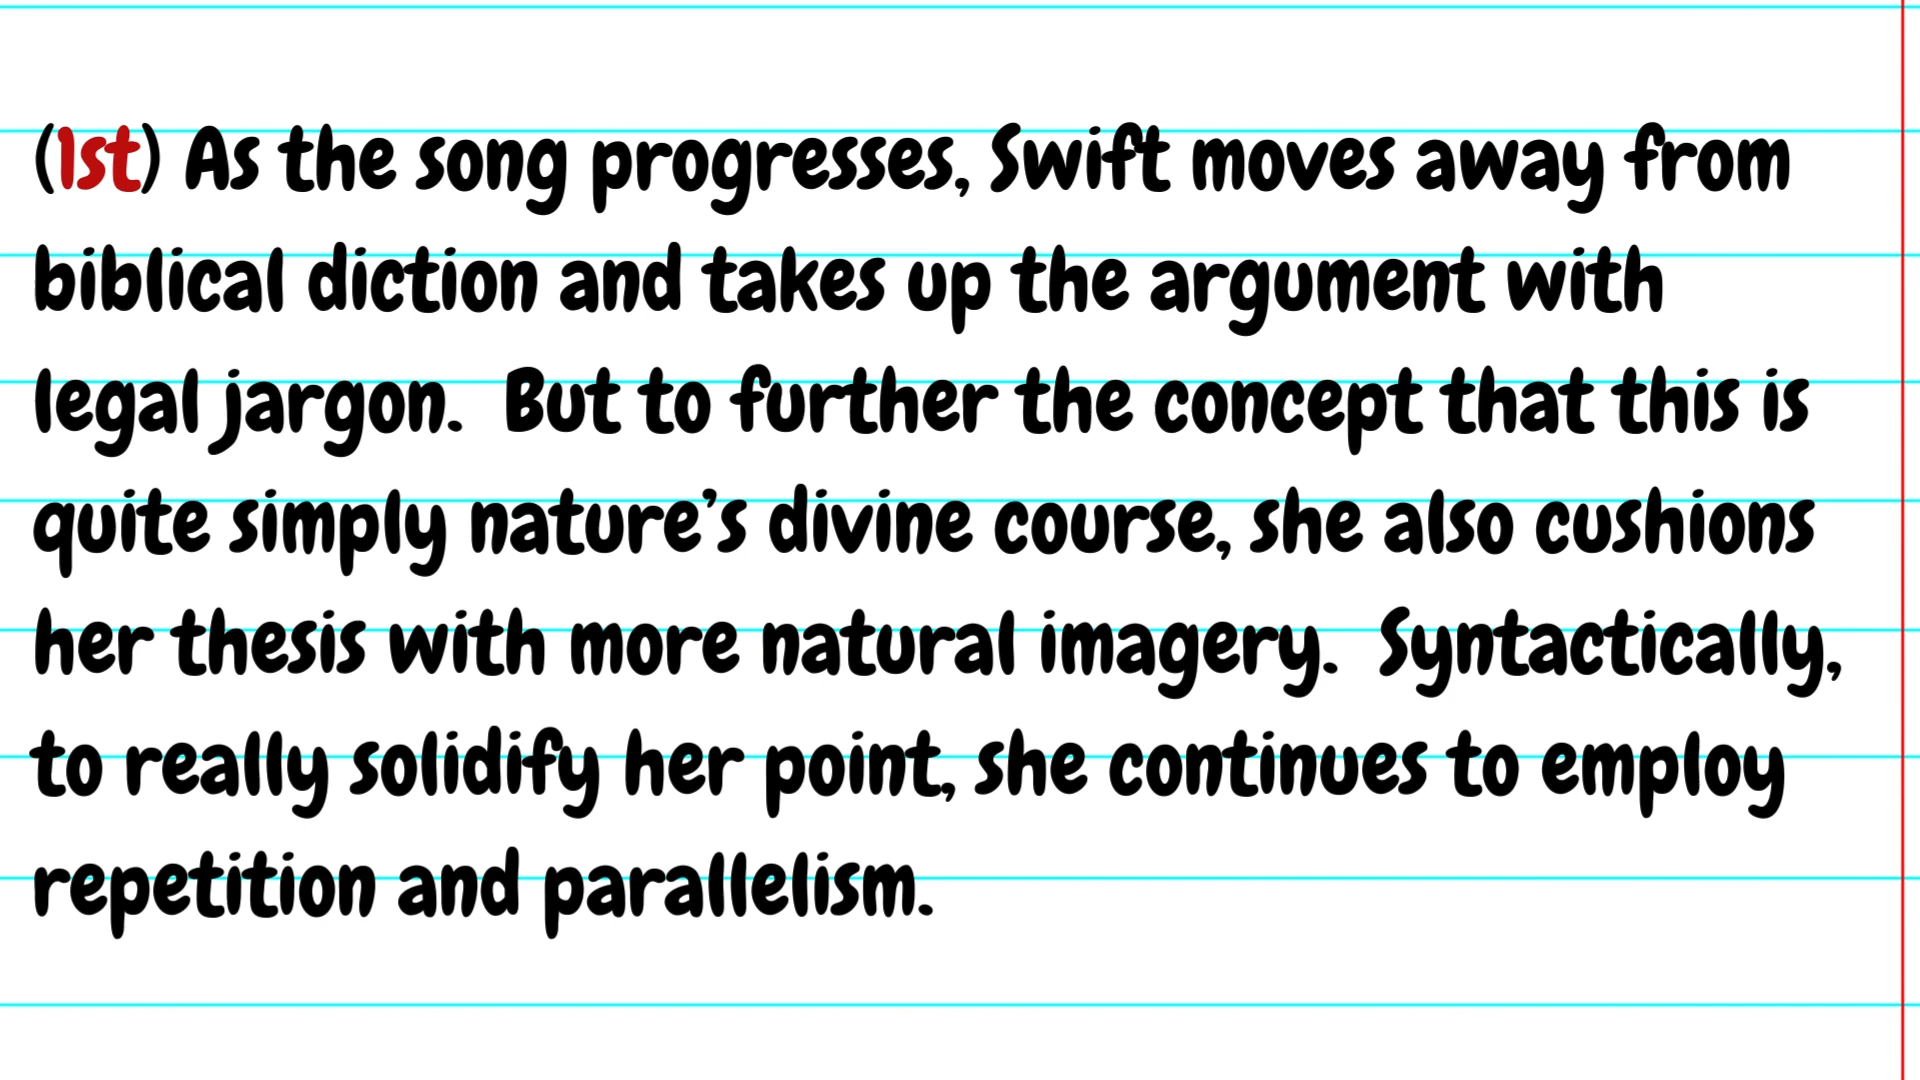 (1st) As the song progresses, Swift moves away from
biblical diction and takes up the argument with
legal jargon.  But to further the concept that this is
quite simply nature’s divine course, she also cushions
her thesis with more natural imagery.  Syntactically,
to really solidify her point, she continues to employ
repetition and parallelism.